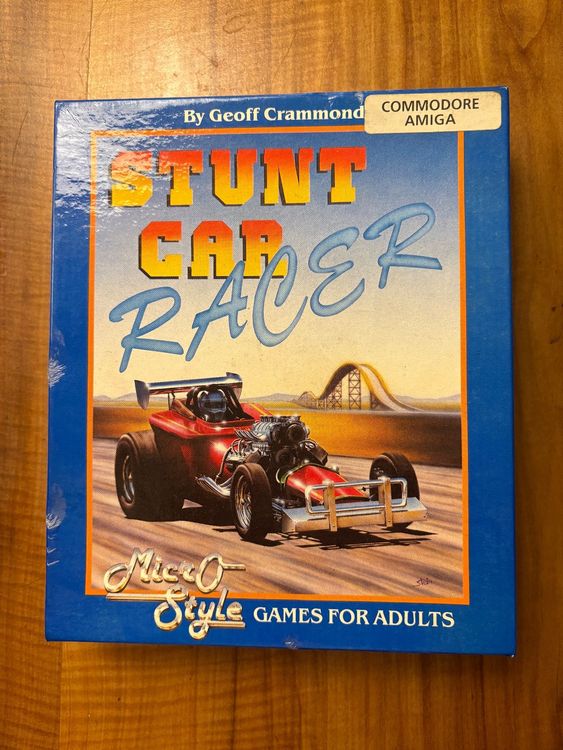 By Geoff Crammond
COMMODORE
AMIGA
STUNT
CAR
RACER
MicrO
Style
GAMES FOR ADULTS